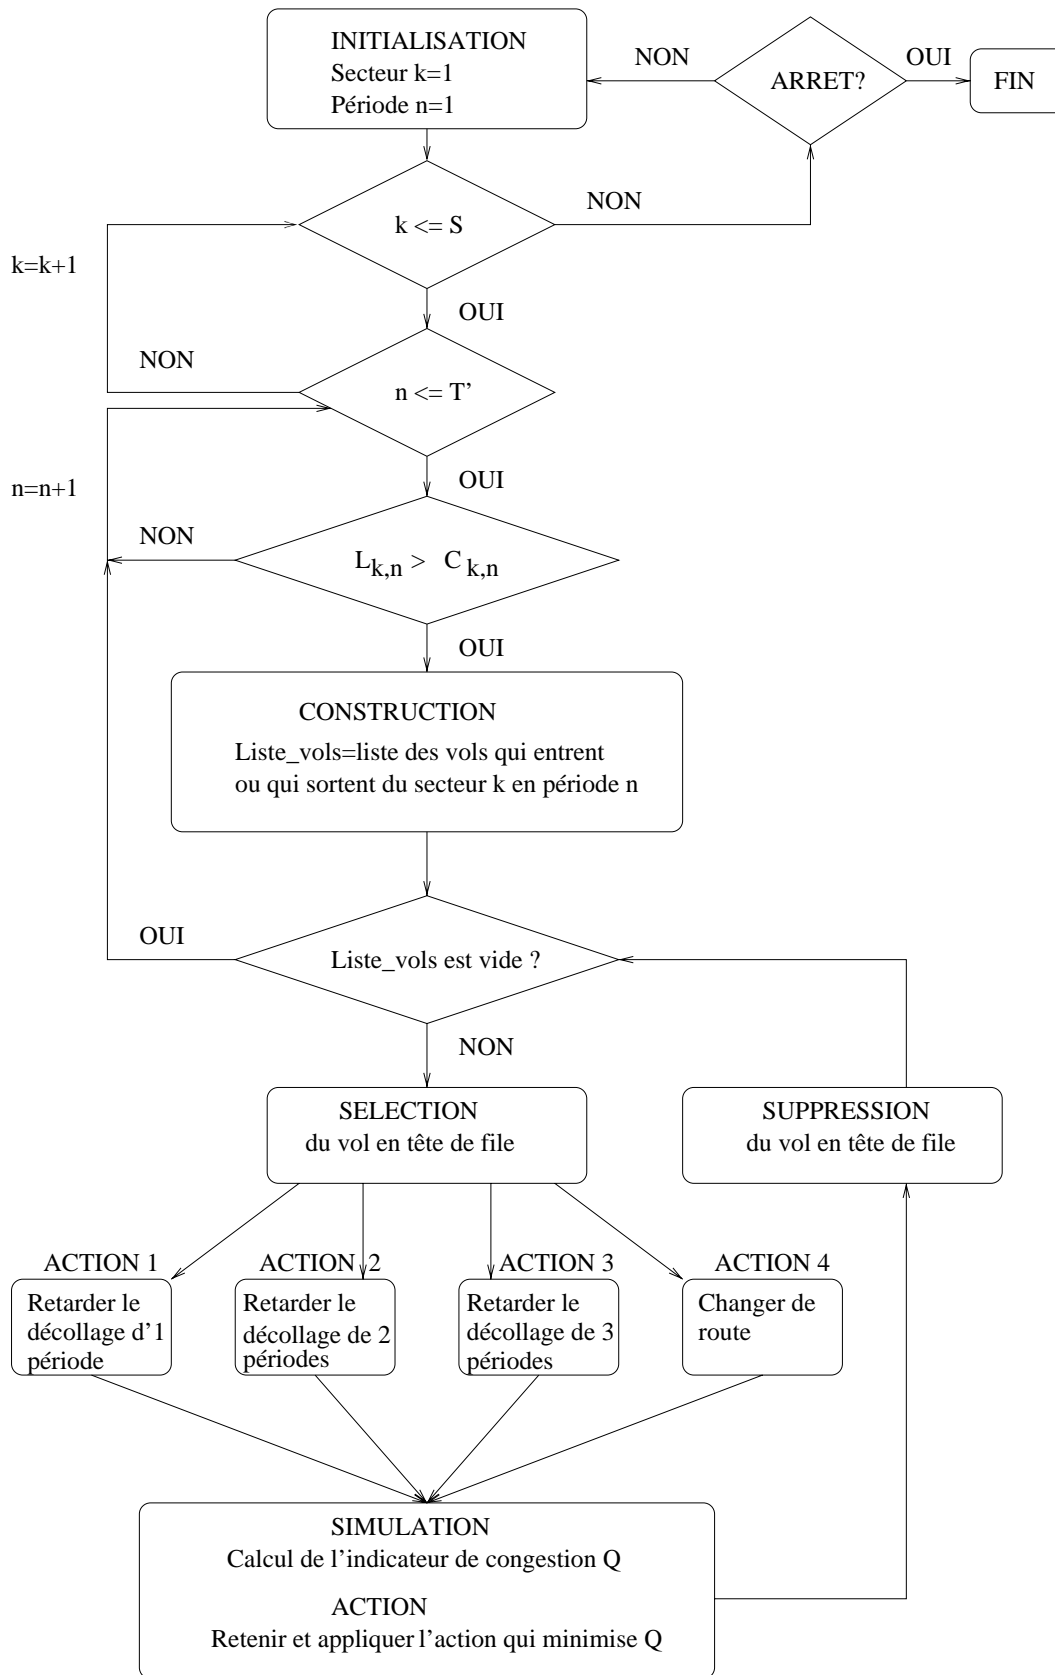 INITIALISATION
Secteur k=1
Période n=1
NON
ARRET?
OUI
FIN
k <= S
NON
k=k+1
OUI
NON
n <= T'
n=n+1
OUI
NON
L k,n > C k,n
OUI
CONSTRUCTION
Liste_vols=liste des vols qui entrent
ou qui sortent du secteur k en période n
OUI
Liste_vols est vide ?
NON
SELECTION
du vol en tête de file
SUPPRESSION
du vol en tête de file
ACTION 1
Retarder le
décollage d'1
période
ACTION 2
Retarder le
décollage de 2
périodes
ACTION 3
Retarder le
décollage de 3
périodes
ACTION 4
Changer de
route
SIMULATION
Calcul de l'indicateur de congestion Q
ACTION
Retenir et appliquer l'action qui minimise Q